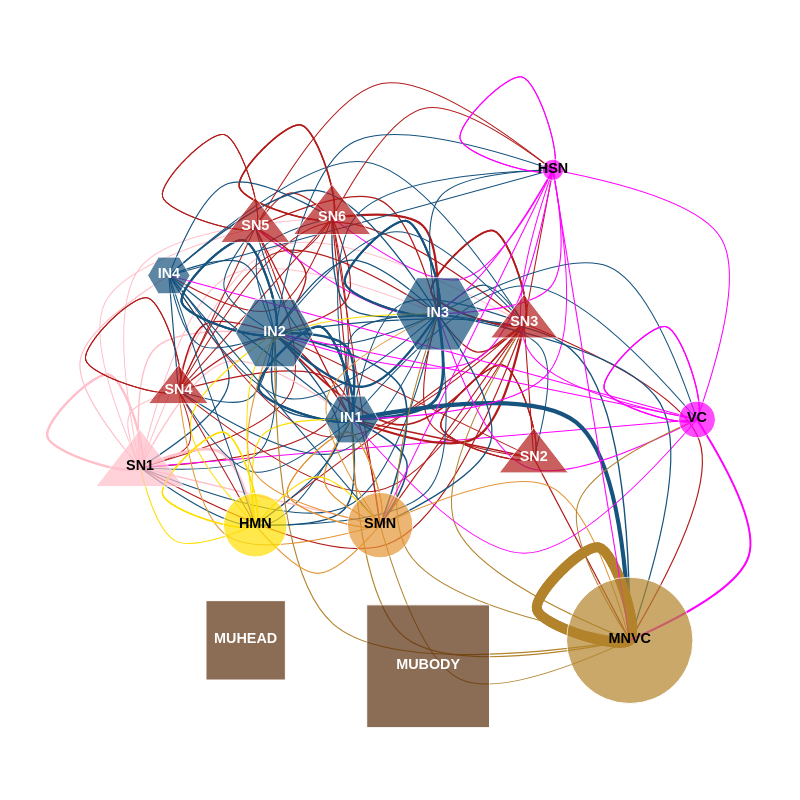 HSN
SN5
SN6
IN4
IN3
SN3
IN2
SN4
IN1
VC
SN1
SN2
HMN
SMN
MUHEAD
MNVC
MUBODY